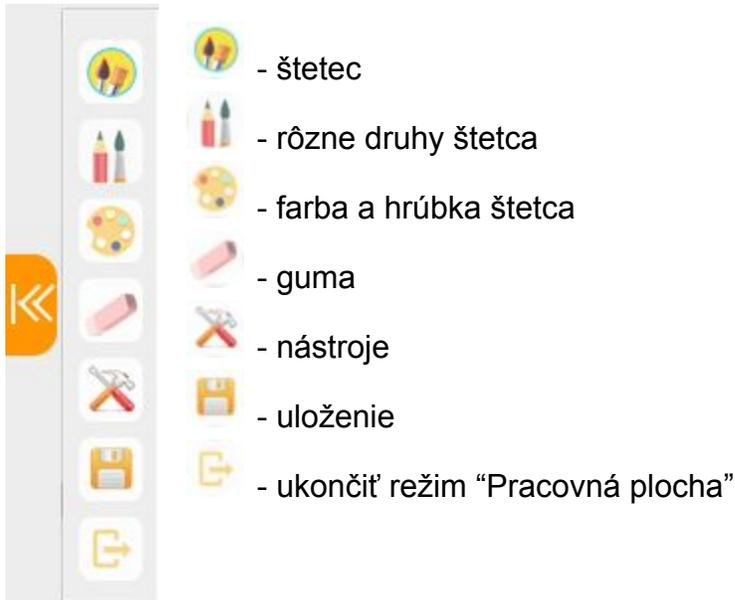 - štetec
- rôzne druhy štetca
- farba a hrúbka štetca
- guma
- nástroje
- uloženie
- ukončiť režim “Pracovná plocha”